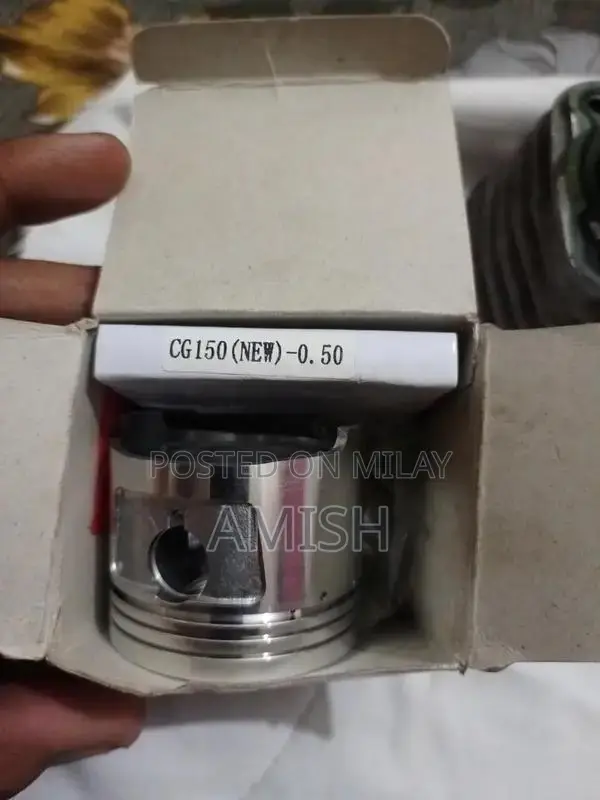 CG150(NEW)-0.50
POSTED ON MILAY
AMISH